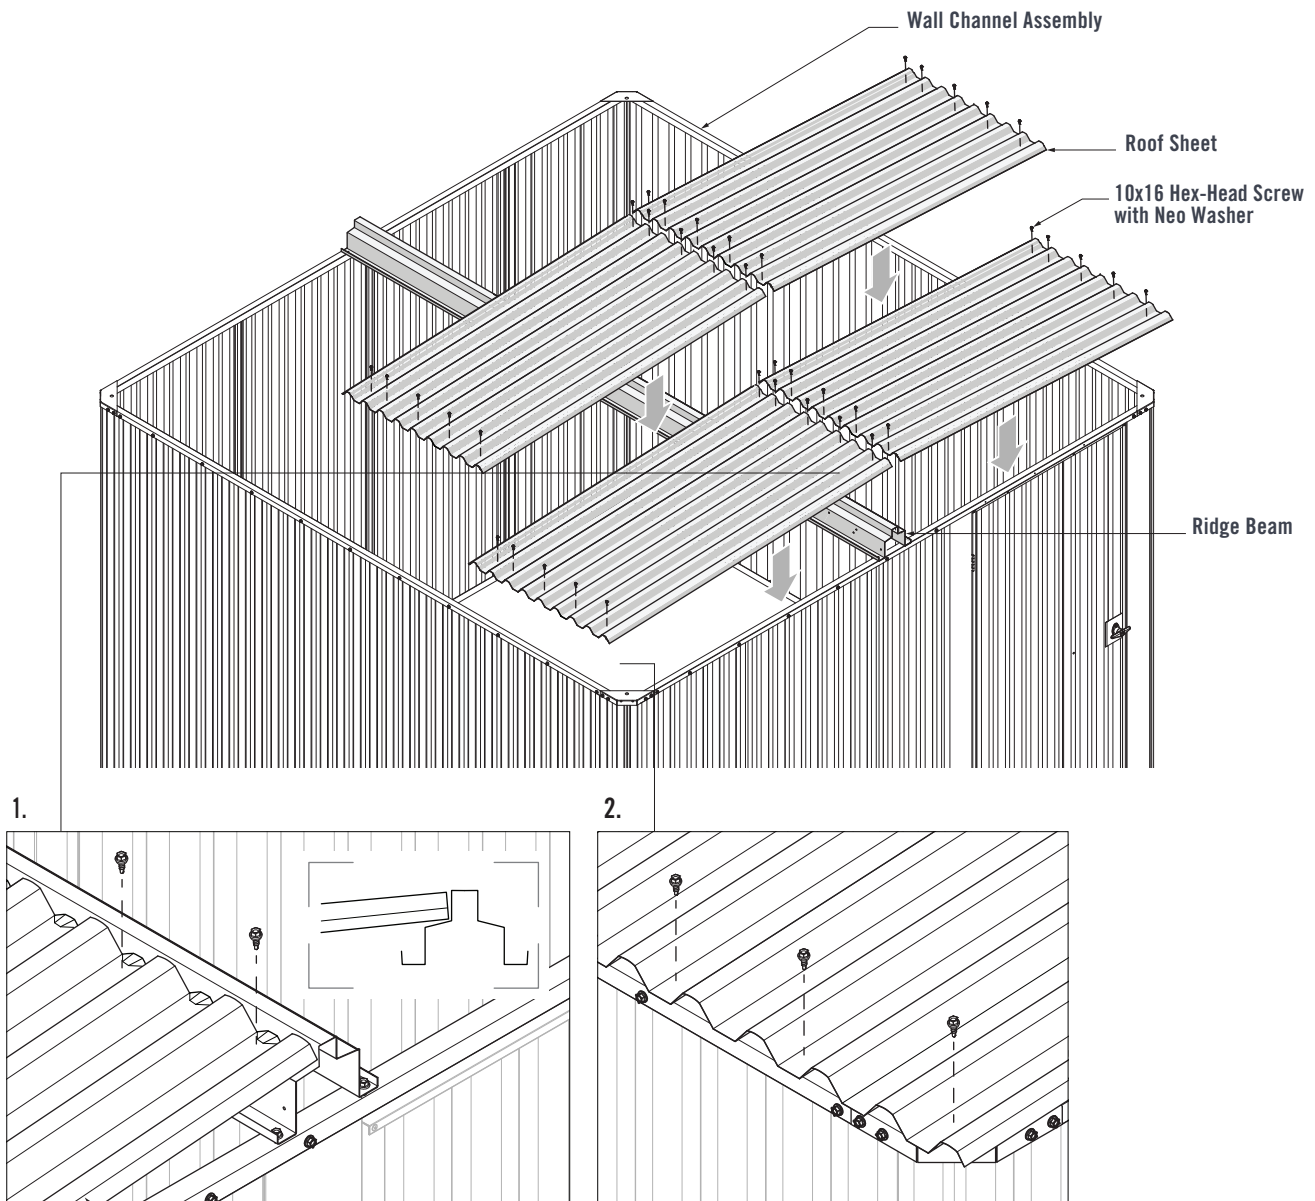 Wall Channel Assembly
Roof Sheet
10x16 Hex-Head Screw
with Neo Washer
Ridge Beam
1.
2.